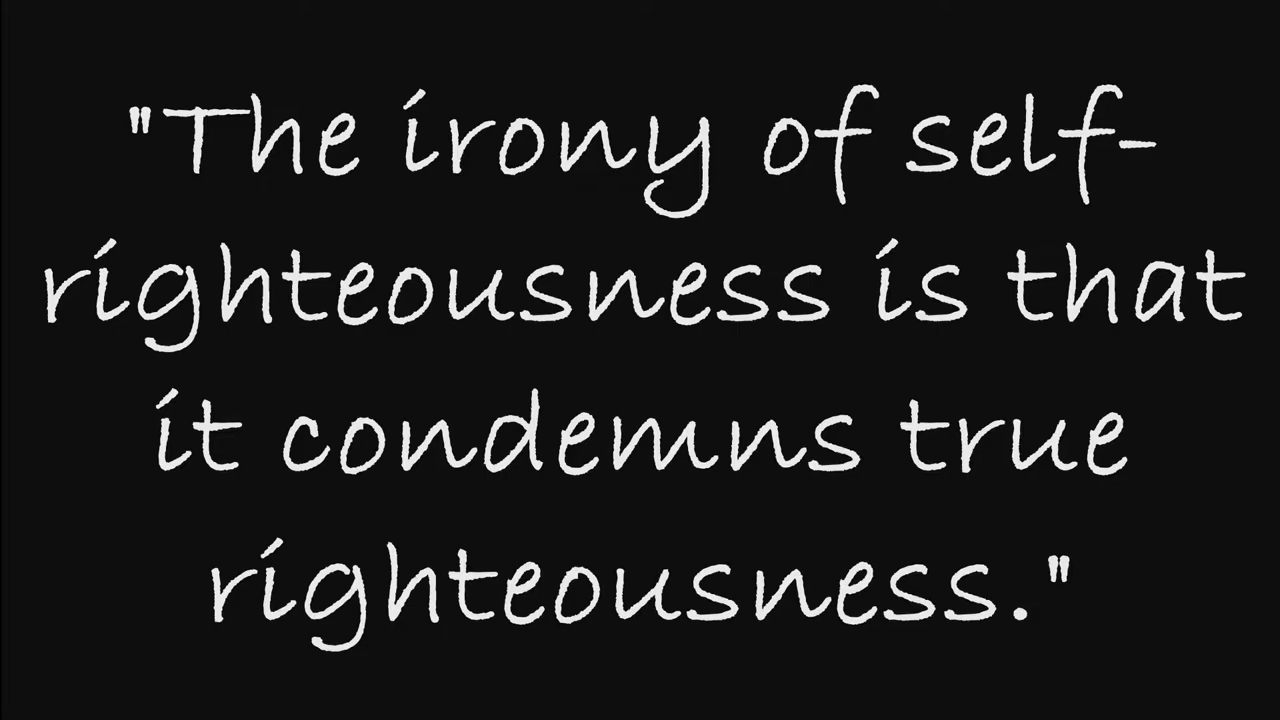 "The irony of self-
righteousness is that
it condemns true
righteousness."